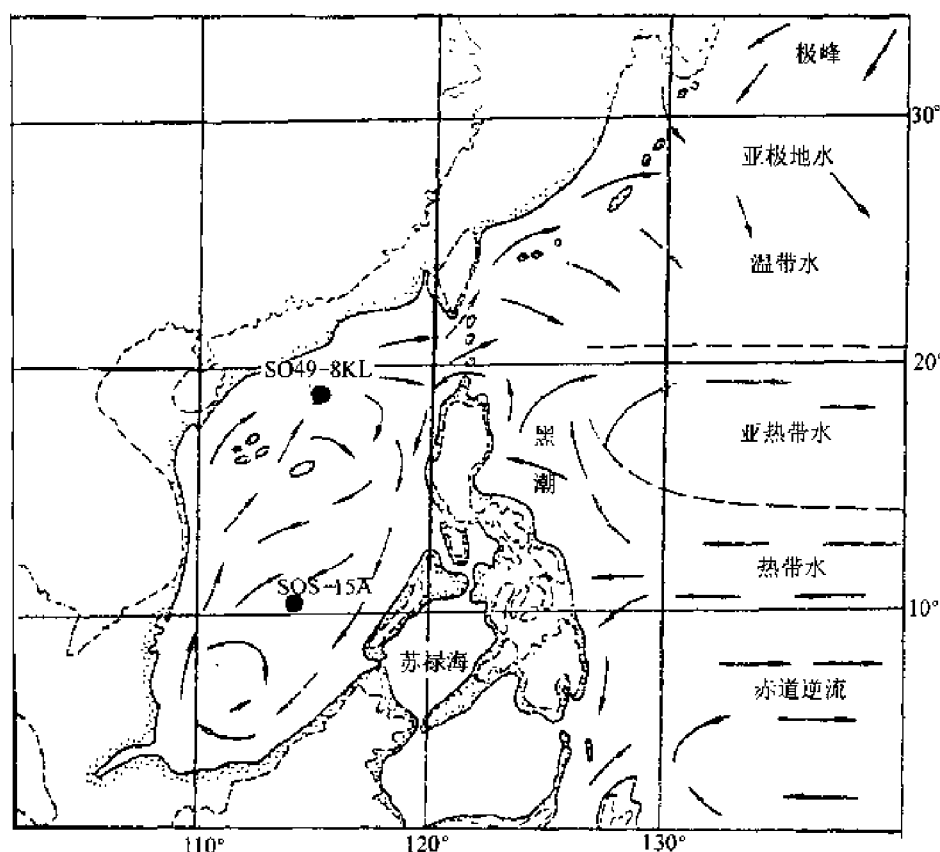 极峰
30°
亚极地水
温带水
20°
SO49-8KL
亚热带水
黑
潮
热带水
SOS-15A
10°
苏禄海
赤道逆流
110°
120°
130°